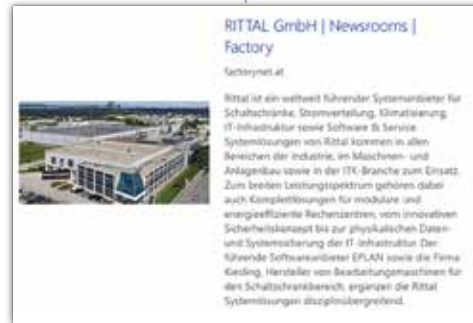 RITTAL GmbH | Newsrooms |
Factory
factorynet.at
Rittal ist ein weltweit führender Systemanbieter für
Schaltschränke, Stromverteilung, Klimatisierung,
IT-Infrastruktur sowie Software & Service
Systemlösungen von Rittal kommen in allen
Bereichen der Industrie, im Maschinen- und
Anlagenbau sowie in der ITK-Branche zum Einsatz.
Zum breiten Leistungsspektrum gehören dabei
auch Komplettlösungen für modulare und
energieeffiziente Rechenzentren, vom innovativen
Sicherheitskonzept bis zur physikalischen Daten-
und Systemsicherung der IT-Infrastruktur. Der
führende Softwareanbieter EPLAN sowie die Firma
Kiesling, Hersteller von Bearbeitungsmaschinen für
den Schaltschrankbereich, ergänzen die Rittal
Systemlösungen disziplinübergreifend.